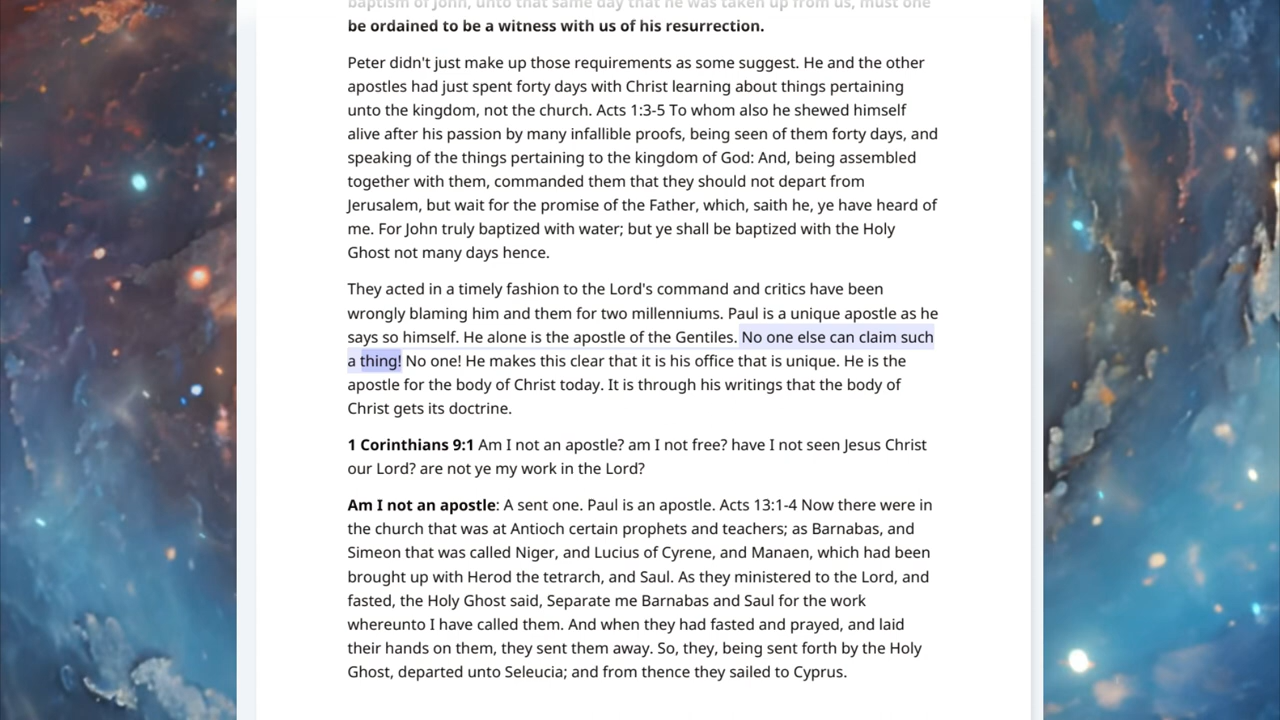 baptism of John, unto that same day that he was taken up from us, must one
be ordained to be a witness with us of his resurrection.
Peter didn't just make up those requirements as some suggest. He and the other
apostles had just spent forty days with Christ learning about things pertaining
unto the kingdom, not the church. Acts 1:3-5 To whom also he shewed himself
alive after his passion by many infallible proofs, being seen of them forty days, and
speaking of the things pertaining to the kingdom of God: And, being assembled
together with them, commanded them that they should not depart from
Jerusalem, but wait for the promise of the Father, which, saith he, ye have heard of
me. For John truly baptized with water; but ye shall be baptized with the Holy
Ghost not many days hence.
They acted in a timely fashion to the Lord's command and critics have been
wrongly blaming him and them for two millenniums. Paul is a unique apostle as he
says so himself. He alone is the apostle of the Gentiles. No one else can claim such
a thing! No one! He makes this clear that it is his office that is unique. He is the
apostle for the body of Christ today. It is through his writings that the body of
Christ gets its doctrine.
1 Corinthians 9:1 Am I not an apostle? am I not free? have I not seen Jesus Christ
our Lord? are not ye my work in the Lord?
Am I not an apostle: A sent one. Paul is an apostle. Acts 13:1-4 Now there were in
the church that was at Antioch certain prophets and teachers; as Barnabas, and
Simeon that was called Niger, and Lucius of Cyrene, and Manaen, which had been
brought up with Herod the tetrarch, and Saul. As they ministered to the Lord, and
fasted, the Holy Ghost said, Separate me Barnabas and Saul for the work
whereunto I have called them. And when they had fasted and prayed, and laid
their hands on them, they sent them away. So, they, being sent forth by the Holy
Ghost, departed unto Seleucia; and from thence they sailed to Cyprus.